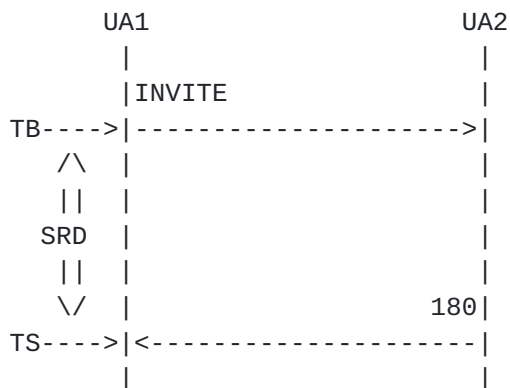 UA1 UA2
| |
|INVITE |
TB---->|--------------------->|
/\ | |
|| | |
SRD | |
|| | |
\/ | 180|
TS---->|<---------------------|
| |